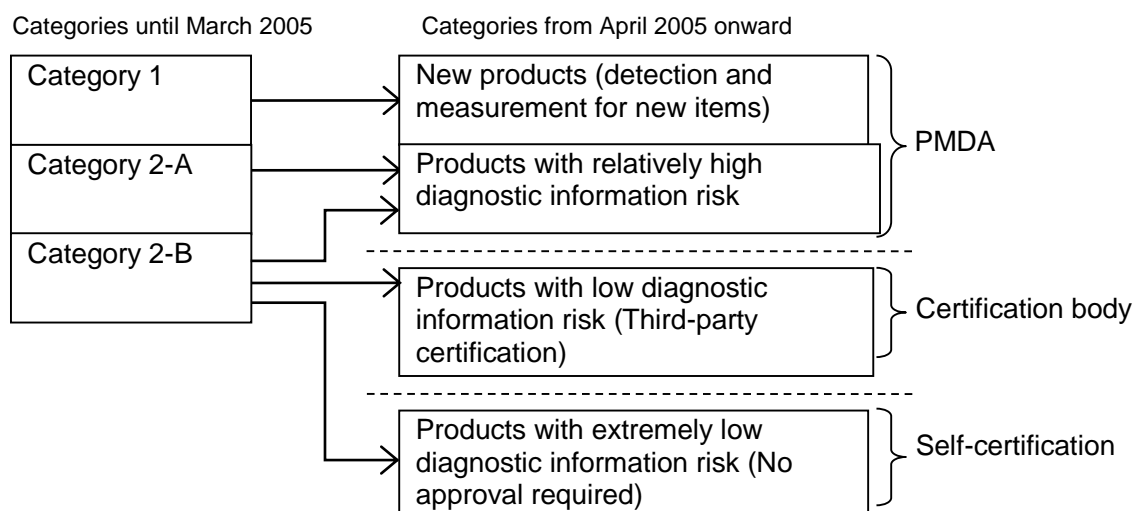 Categories until March 2005
Categories from April 2005 onward
Category 1
New products (detection and
measurement for new items)
PMDA
Category 2-A
Products with relatively high
diagnostic information risk
Category 2-B
Products with low diagnostic
information risk (Third-party
certification)
Certification body
Products with extremely low
diagnostic information risk (No
approval required)
Self-certification